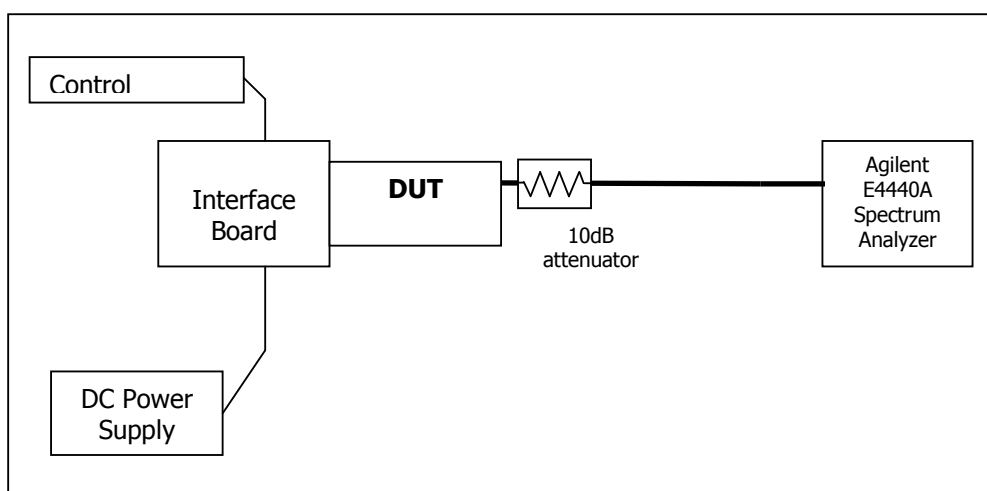 Control
Interface
Board
DUT
10dB
attenuator
Agilent
E4440A
Spectrum
Analyzer
DC Power
Supply